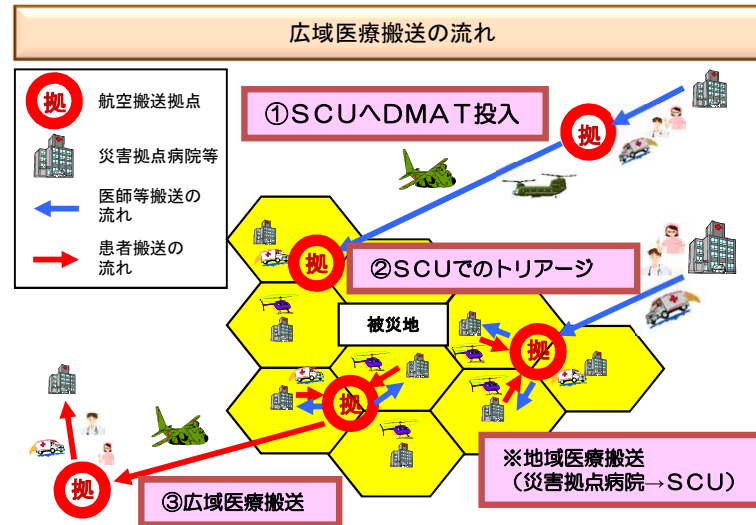 広域医療搬送の流れ
拠
航空搬送拠点
災害拠点病院等
医師等搬送の
流れ
患者搬送の
流れ
①ＳＣＵへＤＭＡＴ投入
拠
拠
②ＳＣＵでのトリアージ
被災地
拠
拠
拠
③広域医療搬送
※地域医療搬送
（災害拠点病院→ＳＣＵ）